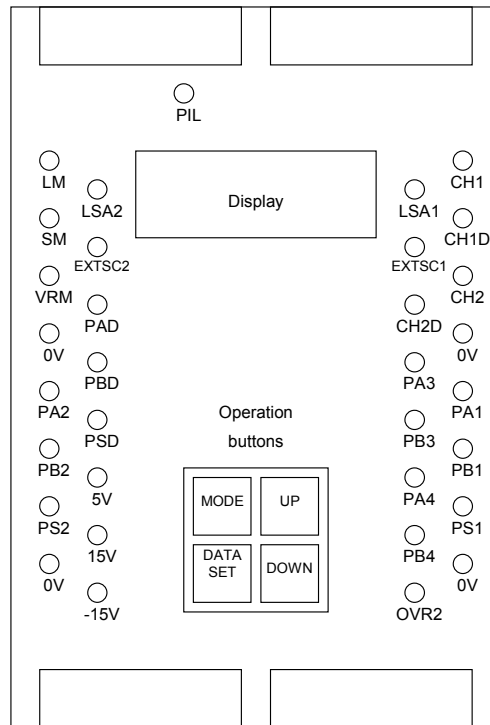 PIL
LM
LSA2
SM
EXTSC2
VRM
PAD
0V
PBD
PA2
PSD
PB2
5V
PS2
15V
0V
-15V
Display
Operation
buttons
MODE
UP
DATA
SET
DOWN
CH1
LSA1
CH1D
EXTSC1
CH2
CH2D
0V
PA3
PA1
PB3
PB1
PA4
PS1
PB4
0V
OVR2